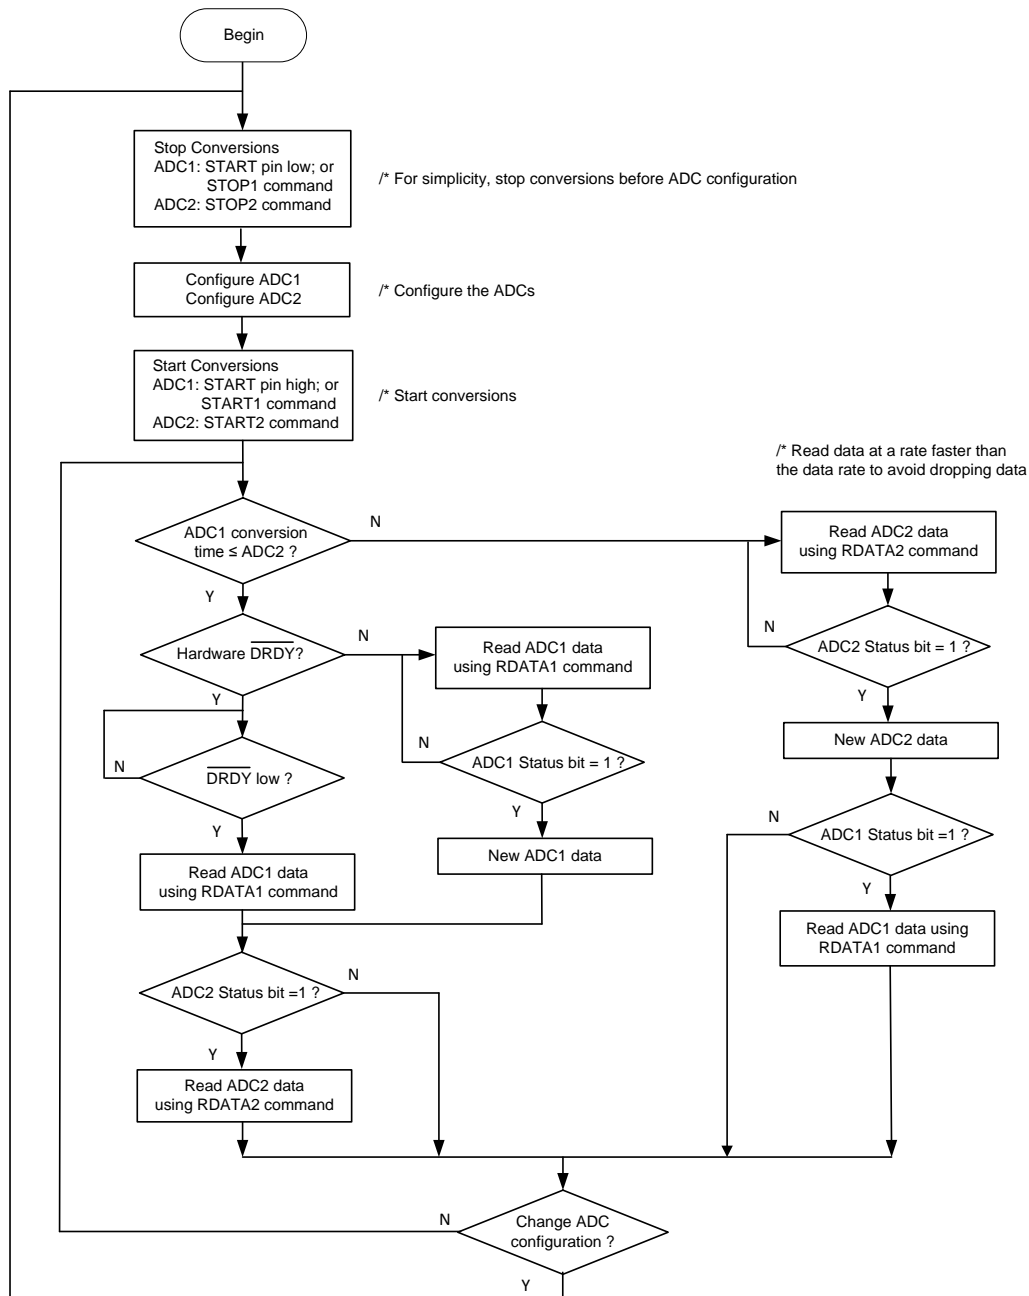 Begin
Stop Conversions
ADC1: START pin low; or
STOP1 command
ADC2: STOP2 command
/* For simplicity, stop conversions before ADC configuration
Configure ADC1
Configure ADC2
/* Configure the ADCs
Start Conversions
ADC1: START pin high; or
START1 command
ADC2: START2 command
/* Start conversions
/* Read data at a rate faster than
the data rate to avoid dropping data
ADC1 conversion
time ≤ ADC2 ?
N
Y
Read ADC2 data
using RDATA2 command
Hardware DRDY?
N
Y
Read ADC1 data
using RDATA1 command
ADC2 Status bit = 1 ?
N
Y
DRDY low ?
N
Y
ADC1 Status bit = 1 ?
N
Y
New ADC2 data
ADC1 Status bit =1 ?
N
Y
New ADC1 data
Read ADC1 data
using RDATA1 command
Read ADC1 data using
RDATA1 command
ADC2 Status bit =1 ?
N
Y
Read ADC2 data
using RDATA2 command
Change ADC
configuration ?
N
Y